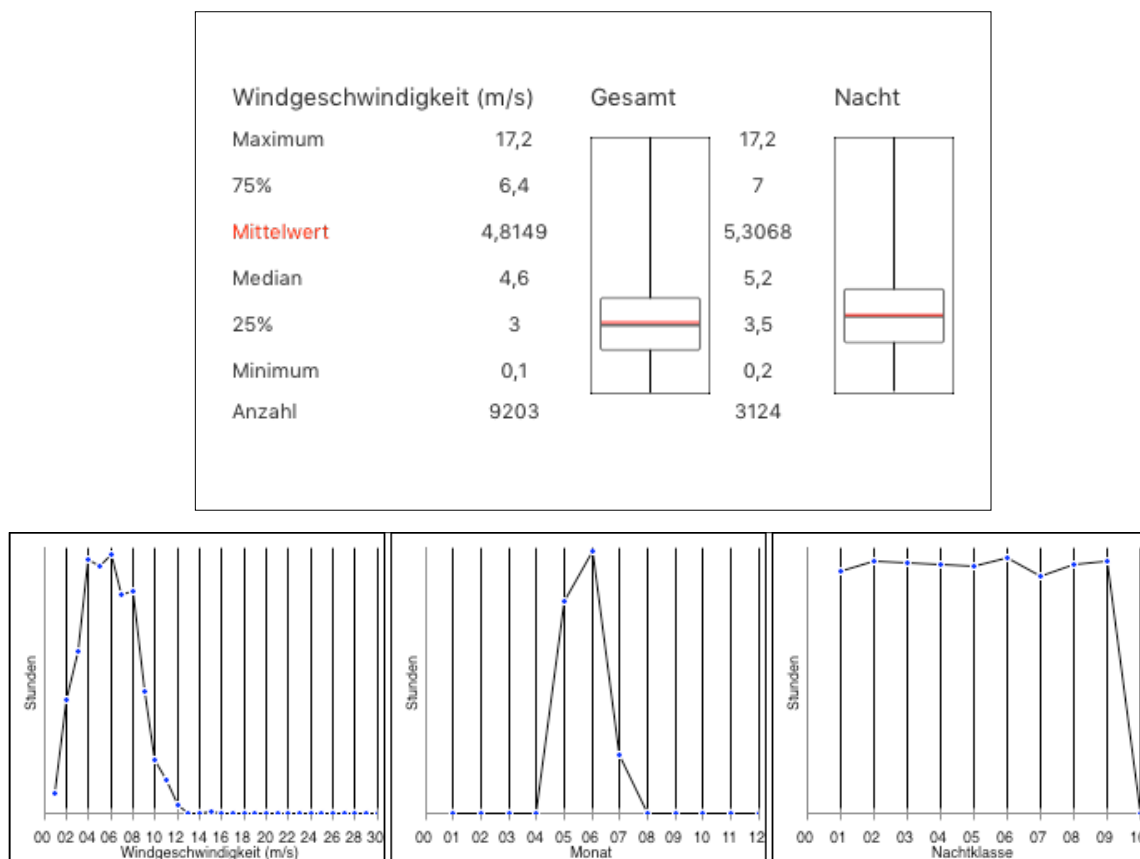 Windgeschwindigkeit (m/s) Gesamt Nacht
Maximum 17,2 17,2
75% 6,4 7
Mittelwert 4,8149 5,3068
Median 4,6 5,2
25% 3 3,5
Minimum 0,1 0,2
Anzahl 9203 3124
Stunden
00 02 04 06 08 10 12 14 16 18 20 22 24 26 28 30
Windgeschwindigkeit (m/s)
Stunden
00 01 02 03 04 05 06 07 08 09 10 11 12
Monat
Stunden
00 01 02 03 04 05 06 07 08 09
Nachtklasse